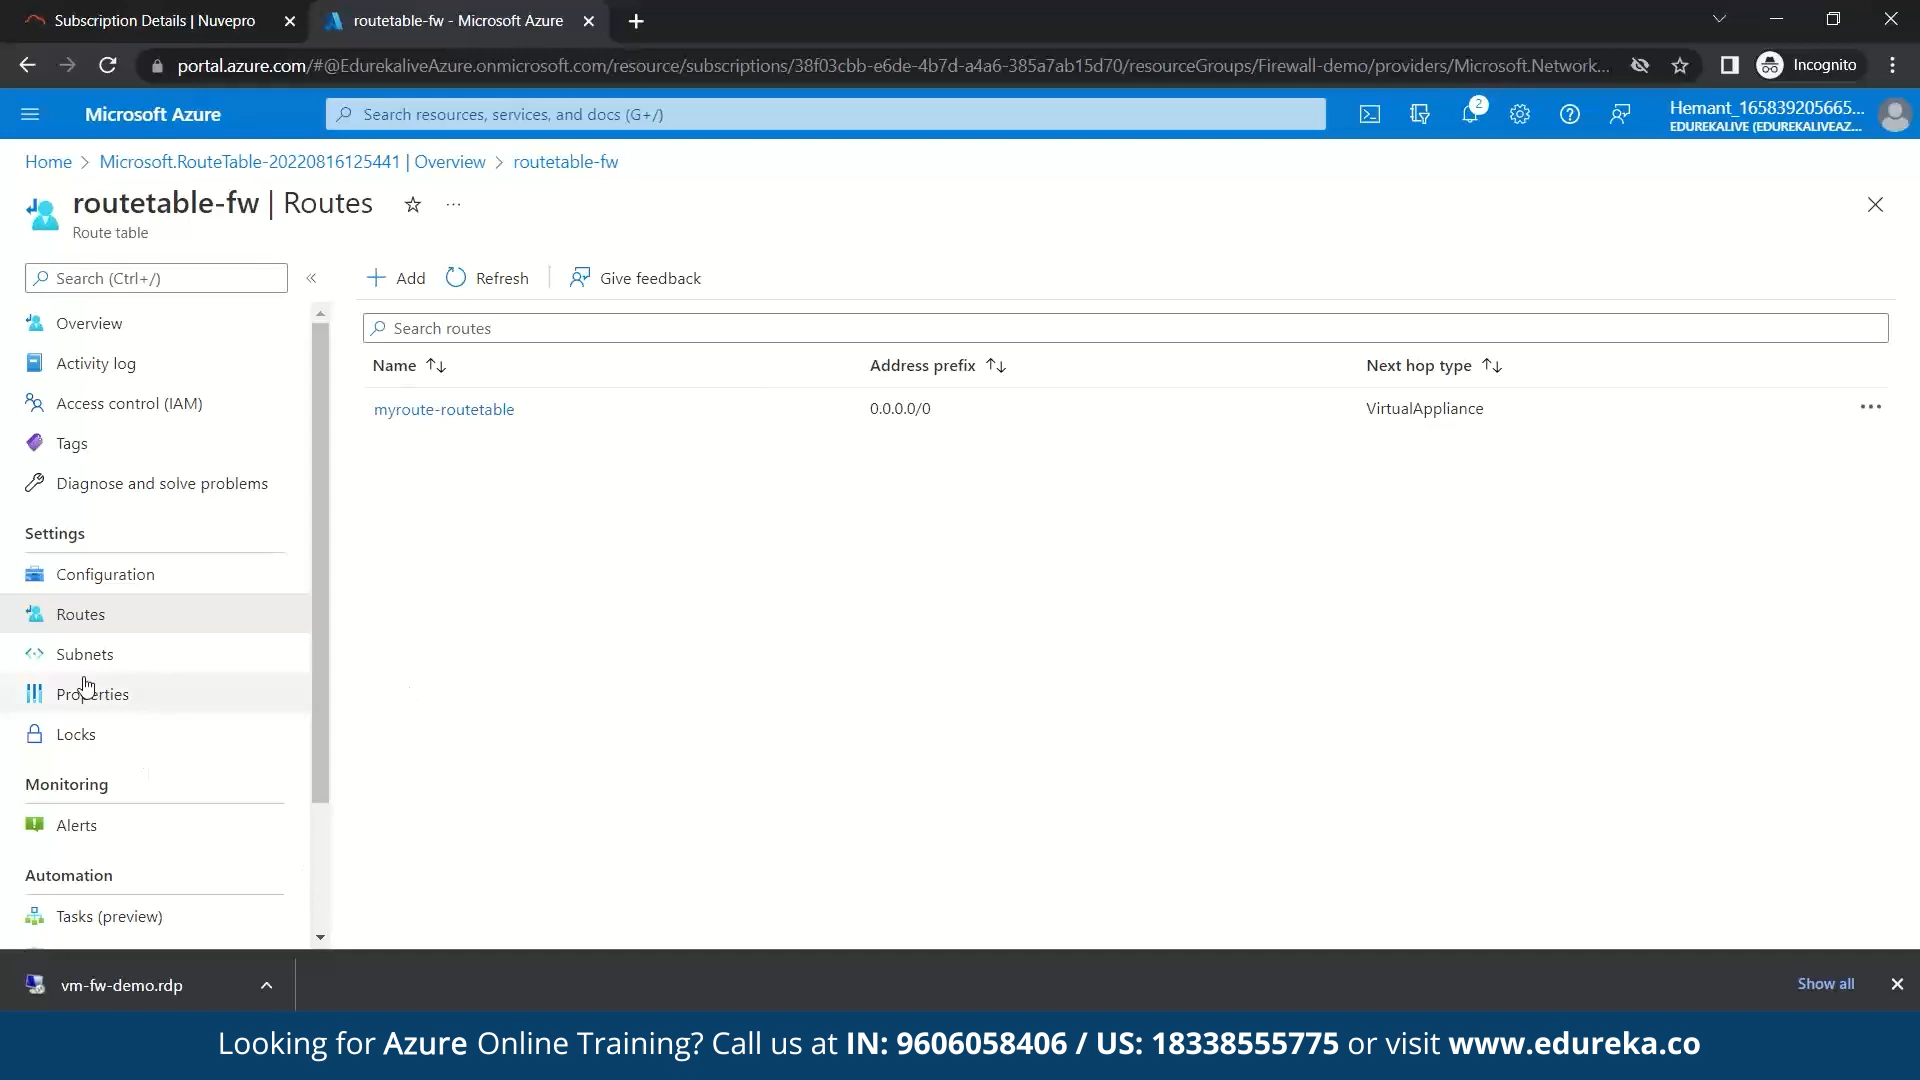 Subscription Details | Nuvepro
routetable-fw - Microsoft Azure
portal.azure.com/#@EdurekaliveAzure.onmicrosoft.com/resource/subscriptions/38f03cbb-e6de-4b7d-a4a6-385a7ab15d70/resourceGroups/Firewall-demo/providers/Microsoft.Network...
Incognito
Microsoft Azure
Search resources, services, and docs (G+/)
2
Hemant_165839205665...
EDUREKALIVE (EDUREKALIVEAZ...
Home > Microsoft.RouteTable-20220816125441 | Overview > routetable-fw
routetable-fw | Routes
Route table
Search (Ctrl+/)
Add
Refresh
Give feedback
Overview
Activity log
Access control (IAM)
Tags
Diagnose and solve problems
Settings
Configuration
Routes
Subnets
Properties
Locks
Monitoring
Alerts
Automation
Tasks (preview)
Search routes
Name Address prefix Next hop type
myroute-routetable 0.0.0.0/0 VirtualAppliance
vm-fw-demo.rdp
Show all
Looking for Azure Online Training? Call us at IN: 9606058406 / US: 18338555775 or visit www.edureka.co